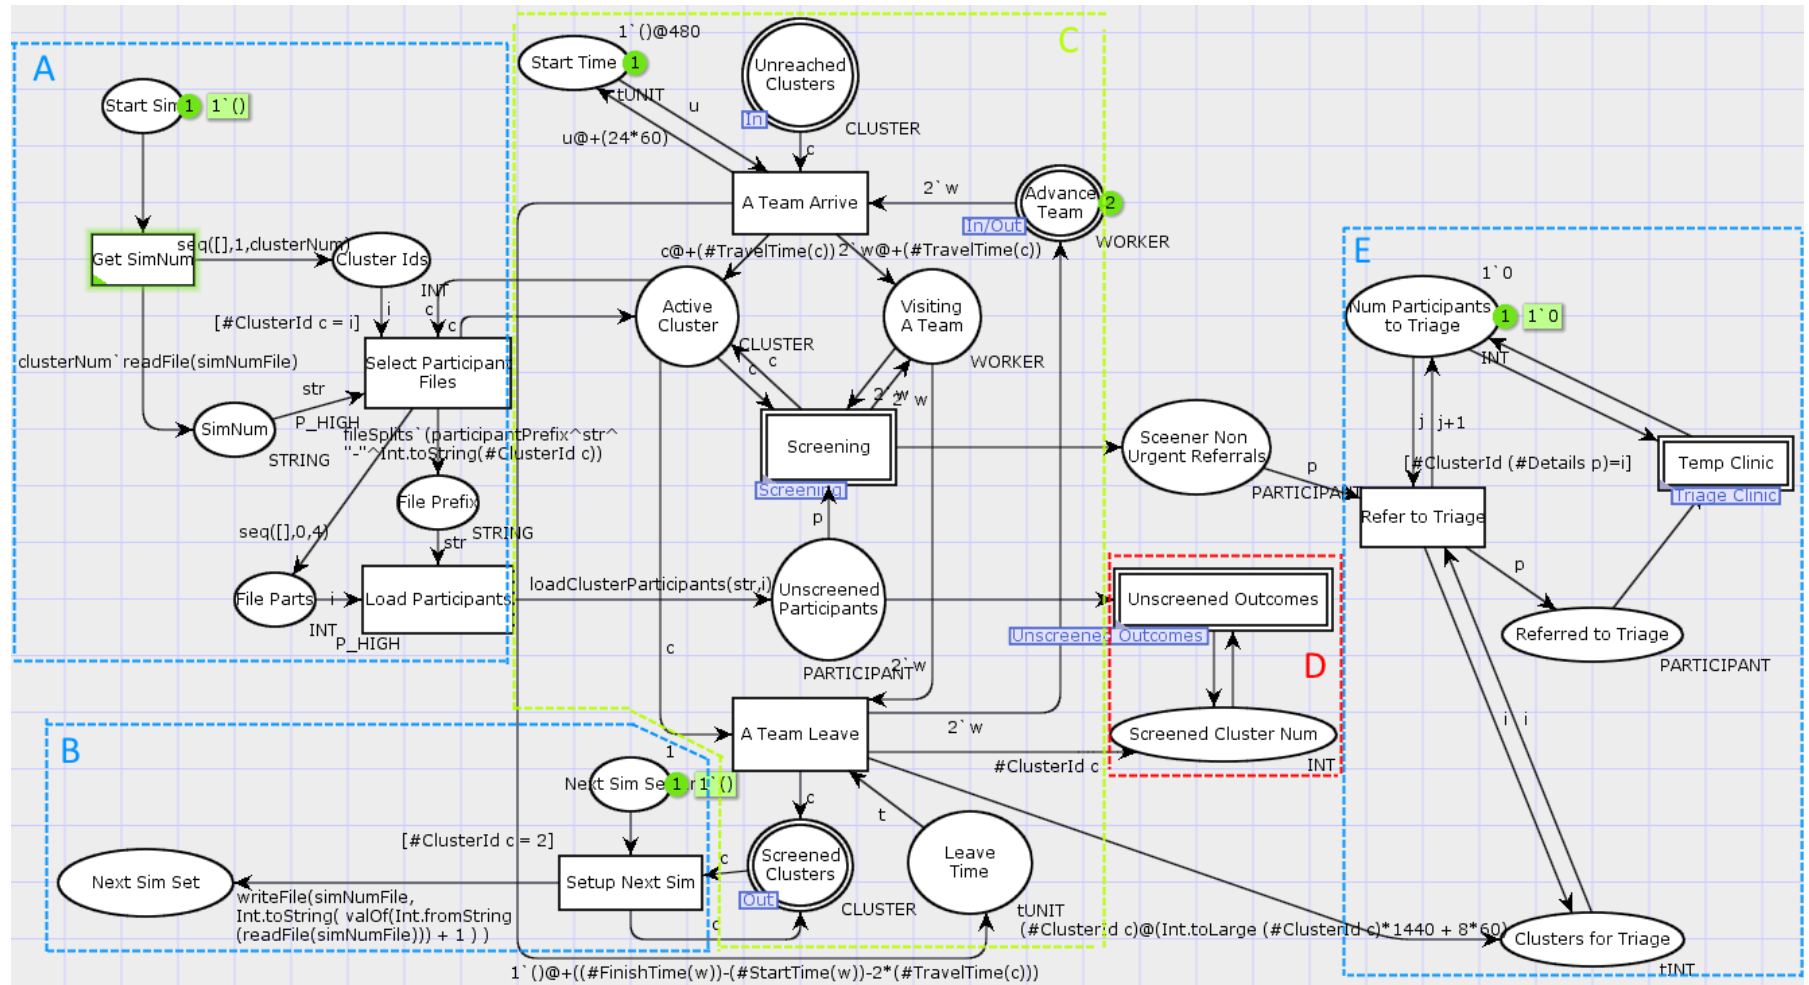 A
Start Sim
1
1`()
Get SimNum
seq([],1,clusterNum)
Cluster Ids
INT
i
c
c
[#ClusterId c = i]
clusterNum`readFile(simNumFile)
Select Participant
Files
str
P_HIGH
SimNum
STRING
fileSplits`(participantPrefix^str^
"-"^Int.toString(#ClusterId c))
File Prefix
STRING
seq([],0,4)
str
File Parts
i
INT
Load Participants
P_HIGH
B
1
Next Sim Set
1
1`()
[#ClusterId c = 2]
Setup Next Sim
c
c
Next Sim Set
writeFile(simNumFile,
Int.toString( valOf(Int.fromString
(readFile(simNumFile))) + 1 ) )
C
1`()@480
Start Time
1
tUNIT
u
u@+(24*60)
Unreached
Clusters
In
CLUSTER
c
A Team Arrive
2`w
Advance
Team
2
In/Out
WORKER
c@+(#TravelTime(c))
2`w@+(#TravelTime(c))
Active
Cluster
CLUSTER
Visiting
A Team
WORKER
c
c
2`w
2`w
Screening
Screening
p
loadClusterParticipants(str,i)
Unscreened
Participants
PARTICIPANT
2`w
c
A Team Leave
2`w
#ClusterId c
c
t
Screened
Clusters
Out
CLUSTER
Leave
Time
tUNIT
(#ClusterId c)@(Int.toLarge (#ClusterId c)*1440 + 8*60)
1`()@+((#FinishTime(w))-(#StartTime(w))-2*(#TravelTime(c)))
Sceener Non
Urgent Referrals
PARTICIPANT
p
Unscreened Outcomes
Unscreened Outcomes
D
Screened Cluster Num
INT
E
1`0
Num Participants
to Triage
1
1`0
INT
j
j+1
[#ClusterId (#Details p)=i]
Temp Clinic
Triage Clinic
Refer to Triage
p
Referred to Triage
PARTICIPANT
i
i
Clusters for Triage
tINT